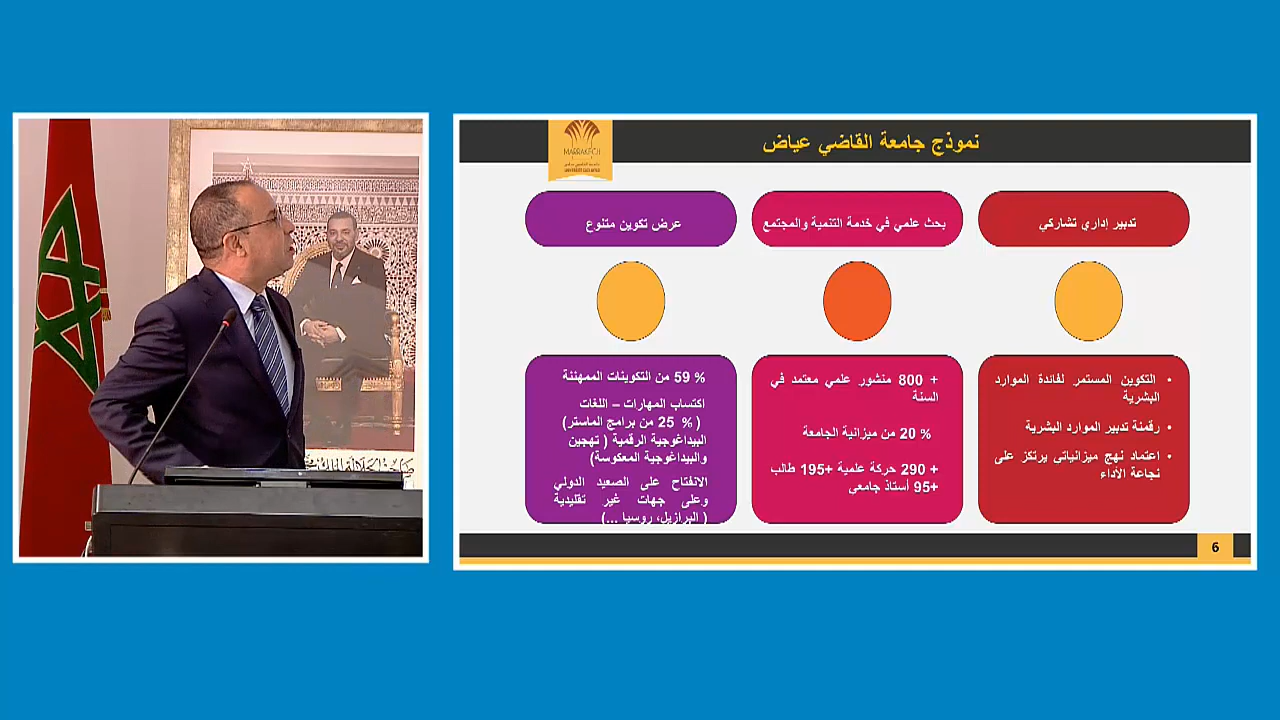 نموذج جامعة القاضي عياض
MARRAKECH
UNIVERSITÉ CADI AYYAD
تدبير إداري تشاركي
بحث علمي في خدمة التنمية والمجتمع
عرض تكوين متنوع
• التكوين المستمر لفائدة الموارد
البشرية
• رقمنة تدبير الموارد البشرية
• اعتماد نهج ميزانياتي يرتكز على
نجاعة الأداء
+ 800 منشور علمي معتمد في
السنة
20 % من ميزانية الجامعة
+ 290 حركة علمية +195 طالب
+95 أستاذ جامعي
59 % من التكوينات الممهننة
اكتساب المهارات – اللغات
( 25 % من برامج الماستر)
البيداغوجية الرقمية ( تهجين
والبيداغوجية المعكوسة)
الانفتاح على الصعيد الدولي
وعلى جهات غير تقليدية
( البرازيل، روسيا ...)
6